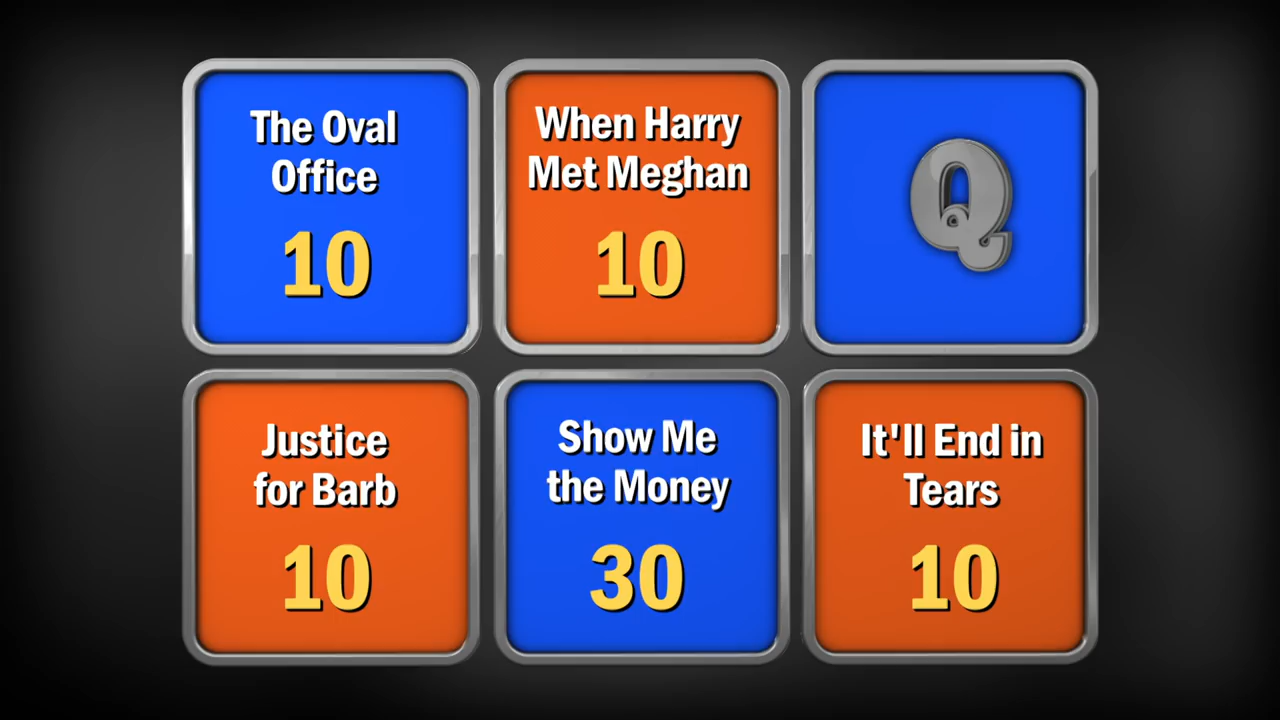 The Oval
Office
10
When Harry
Met Meghan
10
Q
Justice
for Barb
10
Show Me
the Money
30
It'll End in
Tears
10